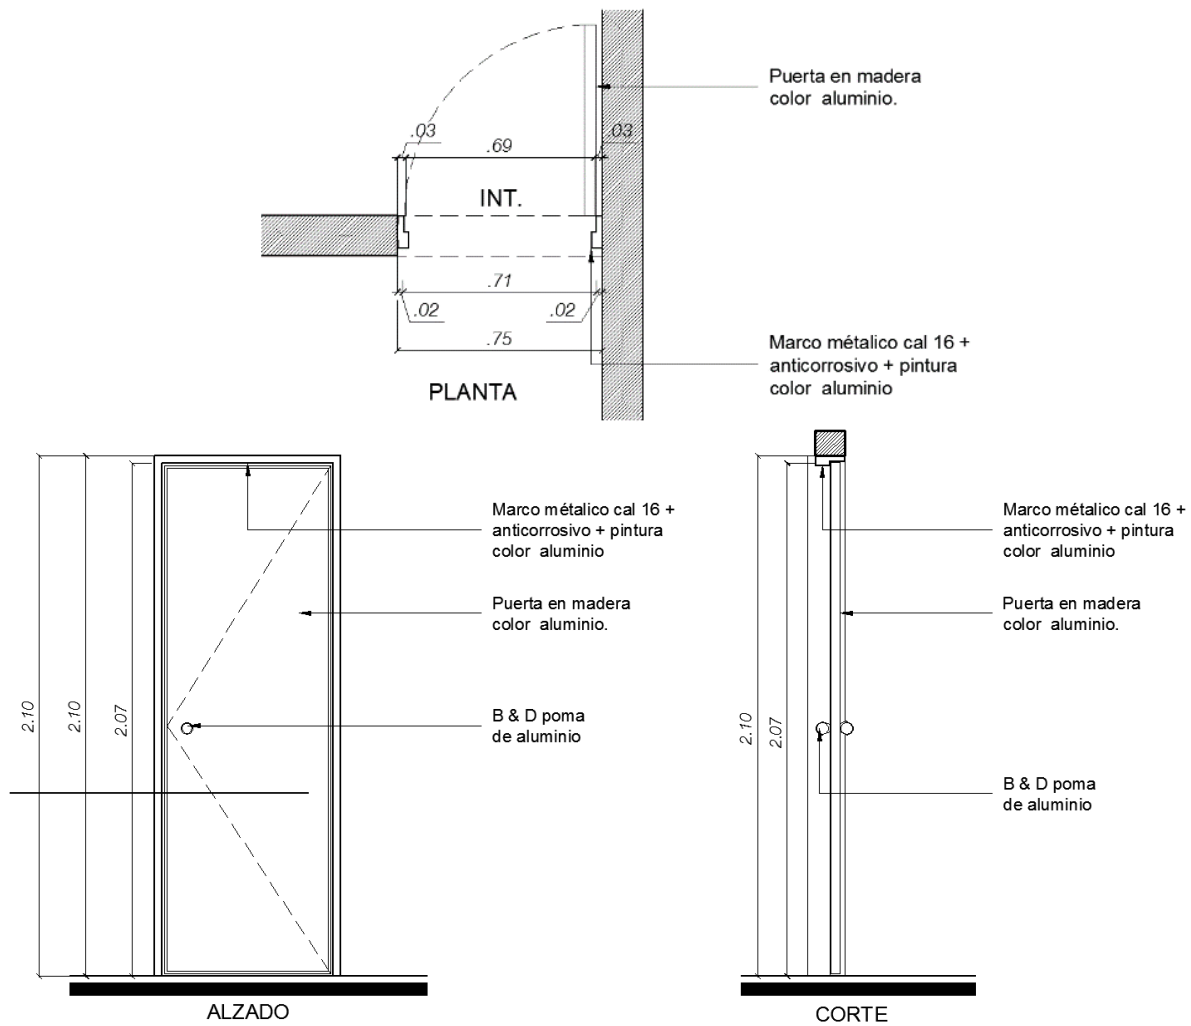 Puerta en madera
color aluminio.
.03
.69
.03
INT.
.71
.02
.02
.75
Marco métalico cal 16 +
anticorrosivo + pintura
color aluminio
PLANTA
Marco métalico cal 16 +
anticorrosivo + pintura
color aluminio
Puerta en madera
color aluminio.
2.10
2.10
2.07
B & D poma
de aluminio
ALZADO
Marco métalico cal 16 +
anticorrosivo + pintura
color aluminio
Puerta en madera
color aluminio.
2.10
2.07
B & D poma
de aluminio
CORTE